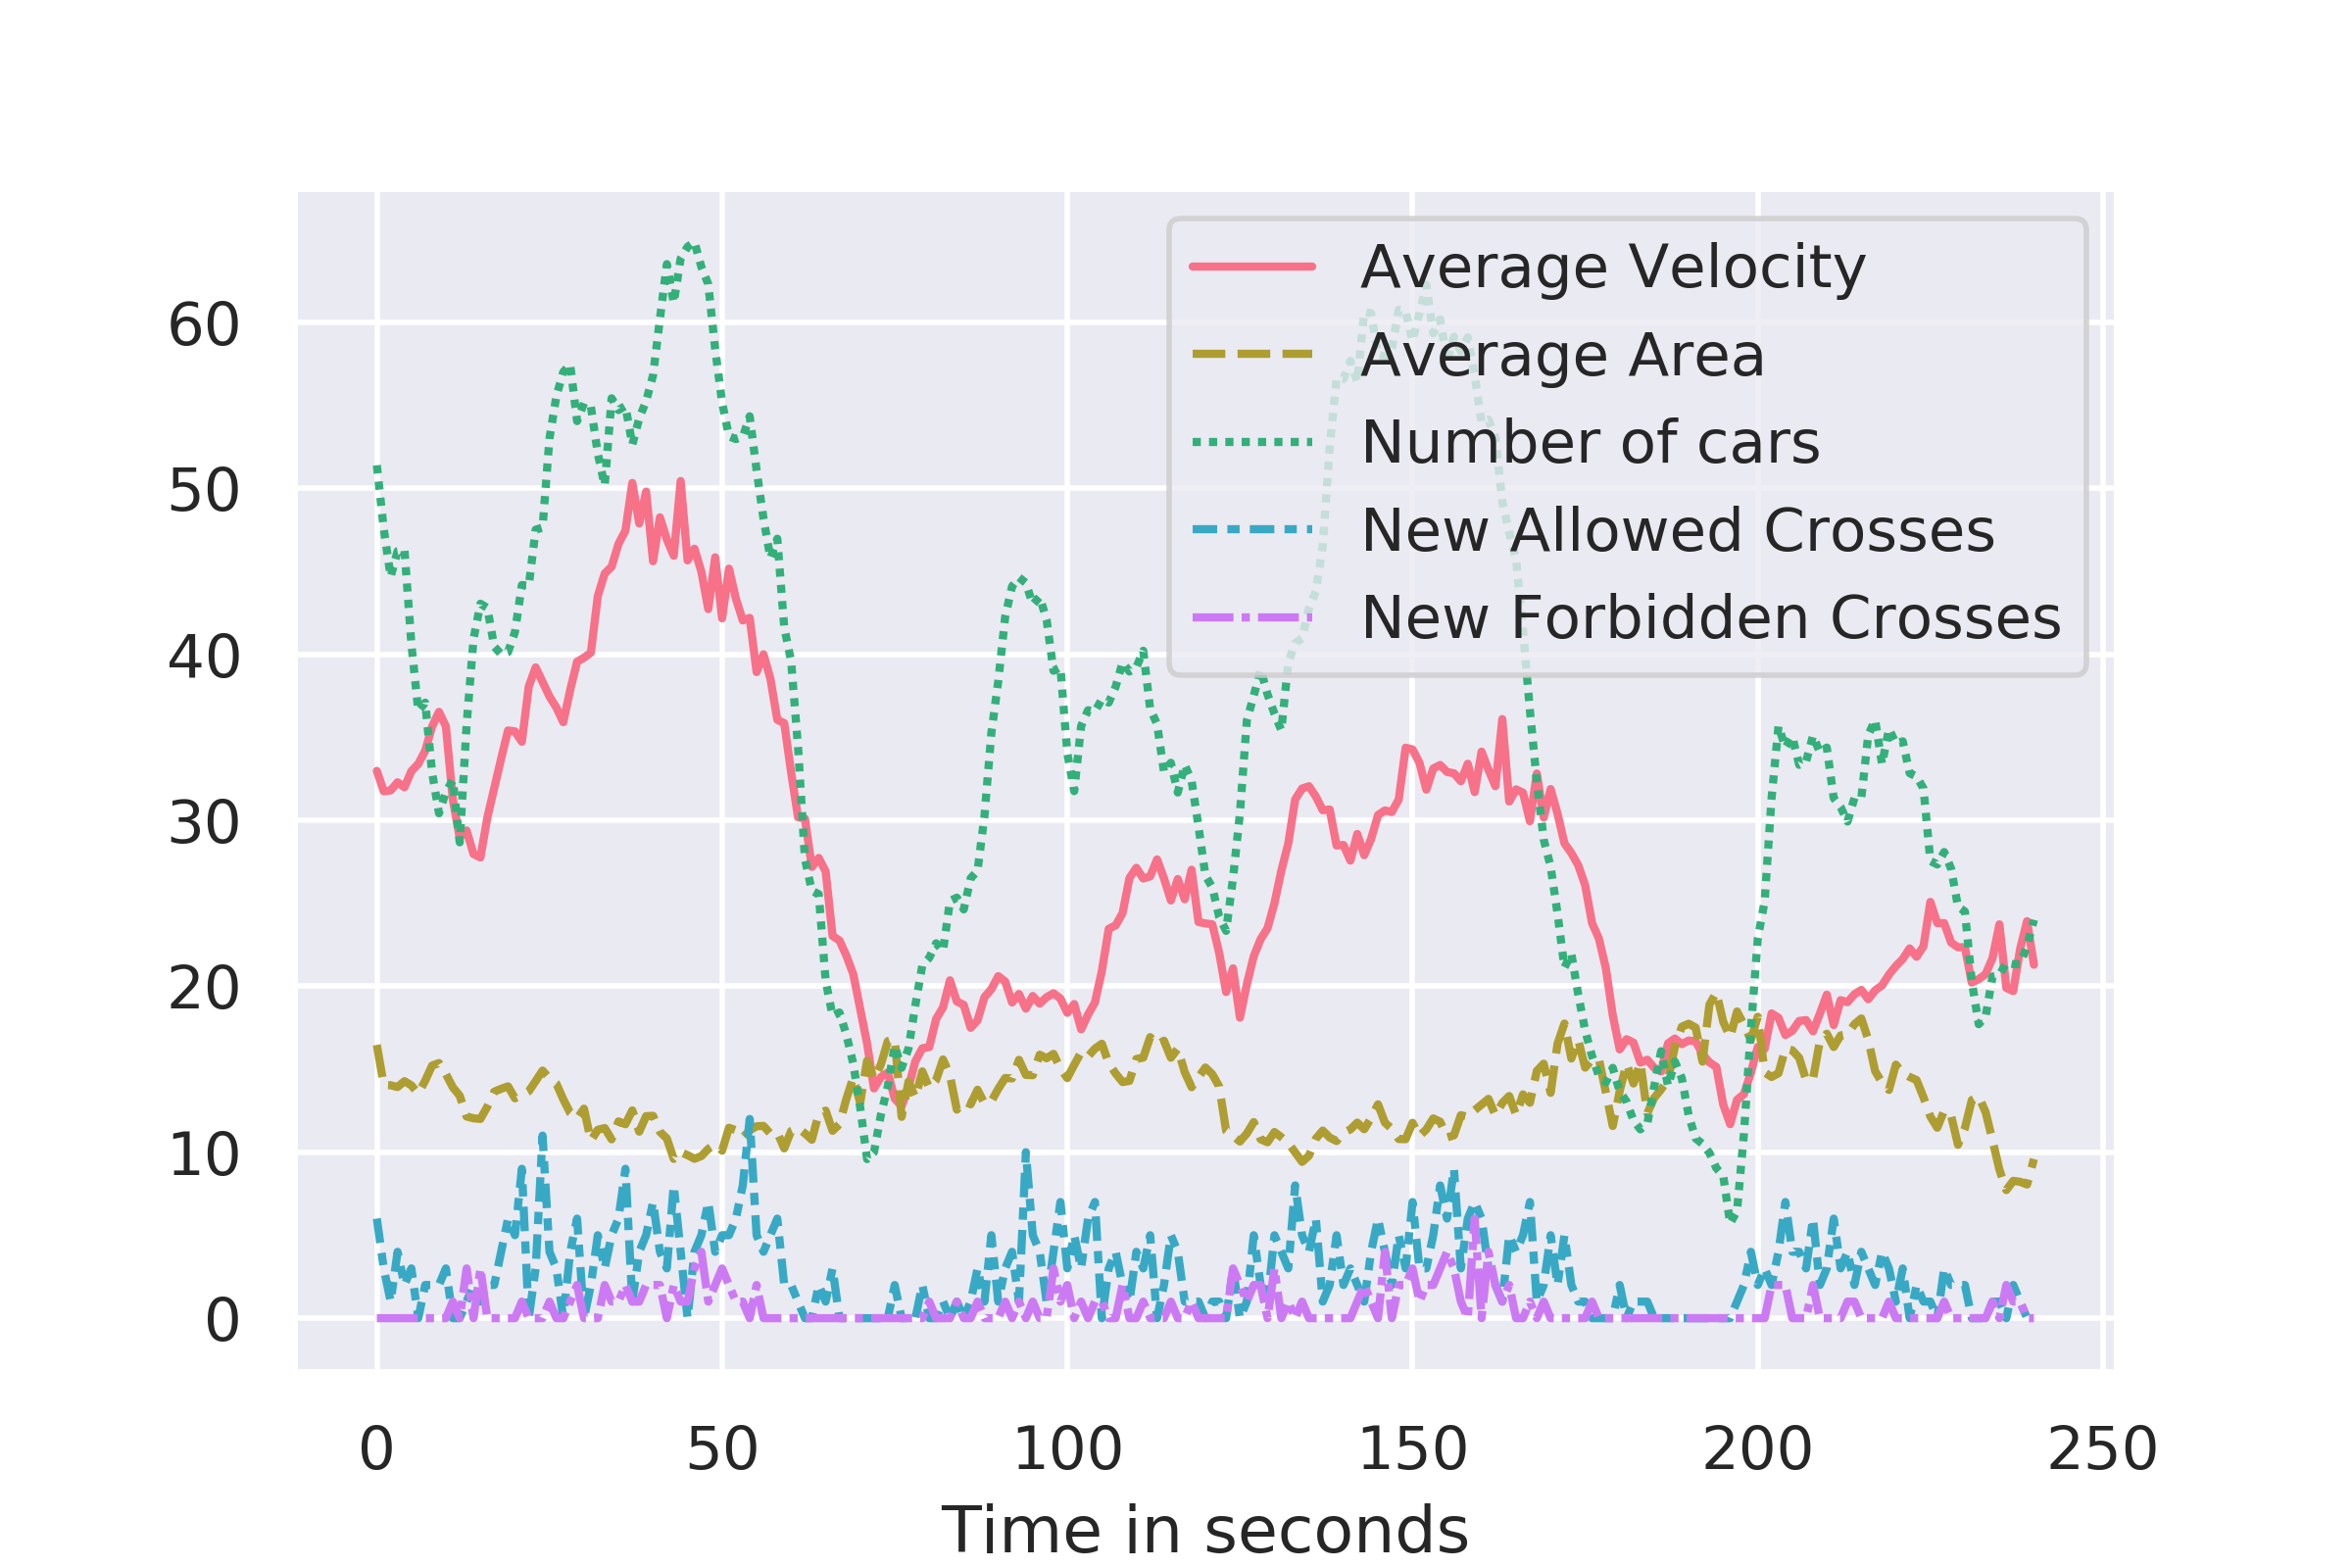 Average Velocity
Average Area
Number of cars
New Allowed Crosses
New Forbidden Crosses
60
50
40
30
20
10
0
0 50 100 150 200 250
Time in seconds